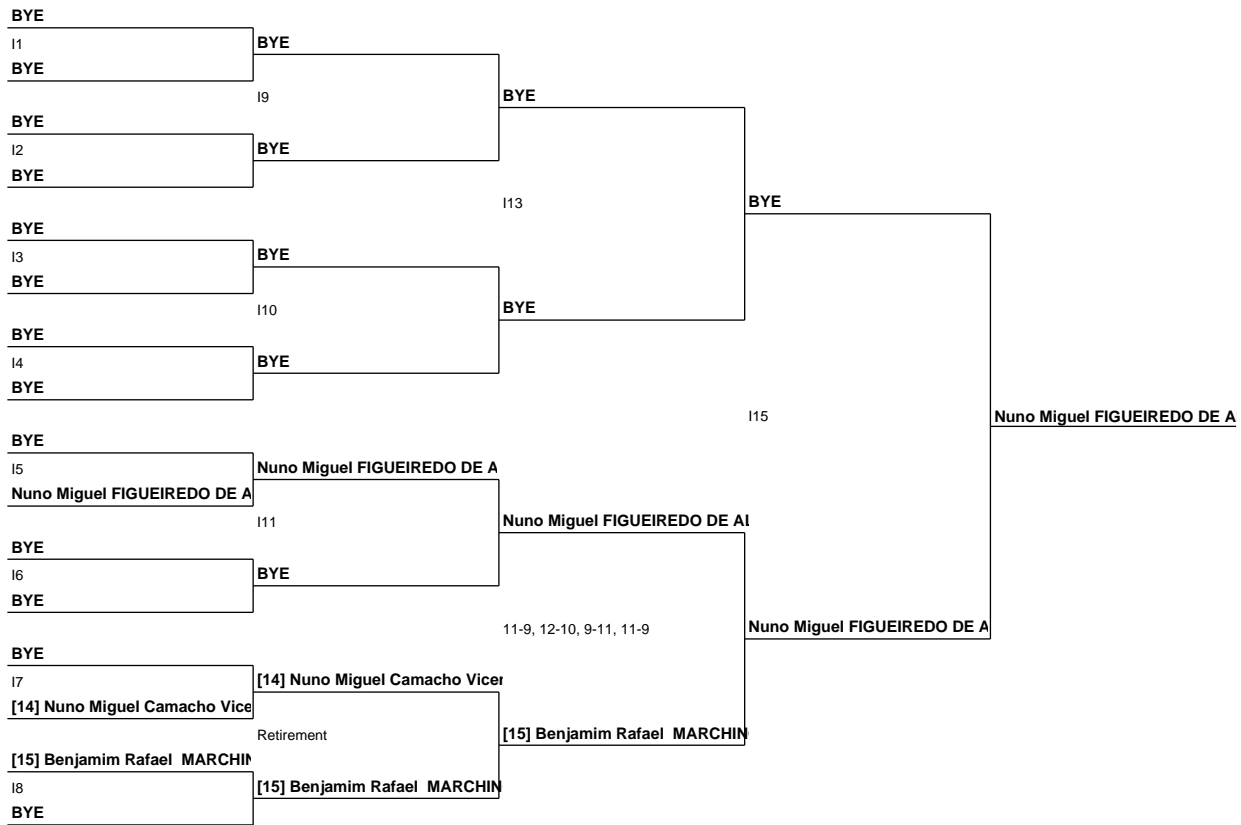 BYE
I1
BYE
BYE
I9
BYE
BYE
I2
BYE
BYE
I13
BYE
BYE
I3
BYE
BYE
I10
BYE
BYE
I4
BYE
BYE
I15
Nuno Miguel FIGUEIREDO DE A
BYE
I5
Nuno Miguel FIGUEIREDO DE A
Nuno Miguel FIGUEIREDO DE A
I11
Nuno Miguel FIGUEIREDO DE AL
BYE
I6
BYE
BYE
11-9, 12-10, 9-11, 11-9
Nuno Miguel FIGUEIREDO DE A
BYE
I7
[14] Nuno Miguel Camacho Vice
[14] Nuno Miguel Camacho Vicen
Retirement
[15] Benjamim Rafael MARCHIN
[15] Benjamim Rafael MARCHIN
I8
BYE
[15] Benjamim Rafael MARCHIN